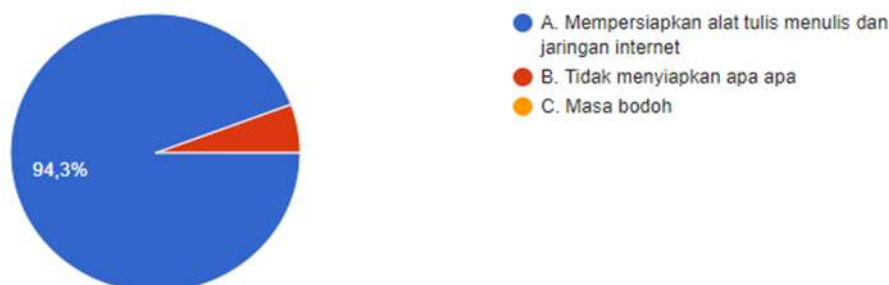 A. Mempersiapkan alat tulis menulis dan
jaringan internet
B. Tidak menyiapkan apa apa
C. Masa bodoh
94,3%